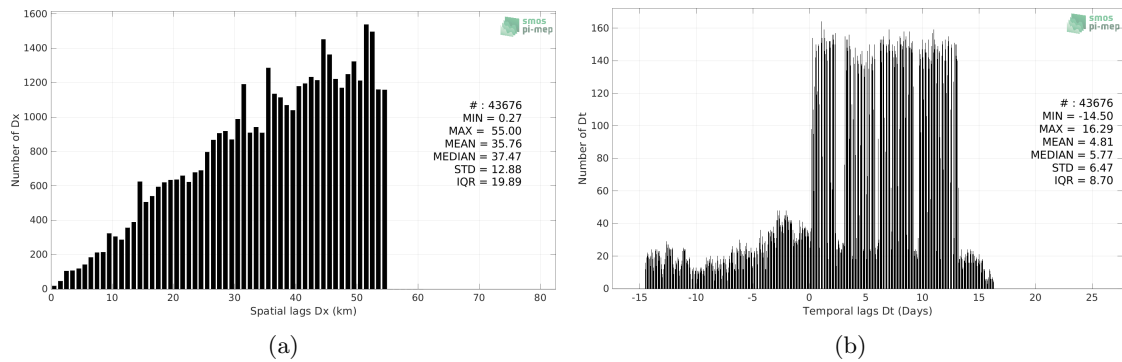 1600
1400
1200
1000
800
600
400
200
0
Number of Dx
smos
pi-mep
# : 43676
MIN = 0.27
MAX = 55.00
MEAN = 35.76
MEDIAN = 37.47
STD = 12.88
IQR = 19.89
0 10 20 30 40 50 60 70 80
Spatial lags Dx (km)
(a)
160
140
120
100
80
60
40
20
0
Number of Dt
smos
pi-mep
# : 43676
MIN = -14.50
MAX = 16.29
MEAN = 4.81
MEDIAN = 5.77
STD = 6.47
IQR = 8.70
-15 -10 -5 0 5 10 15 20 25
Temporal lags Dt (Days)
(b)